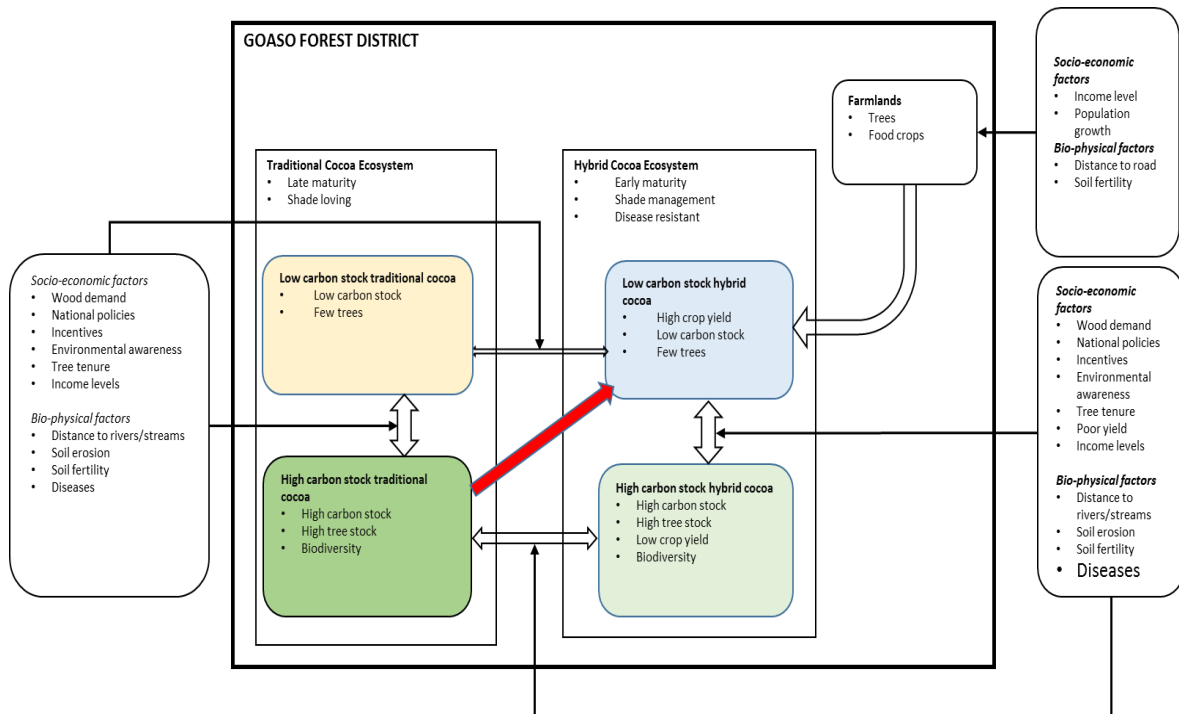 GOASO FOREST DISTRICT
Socio-economic
factors
• Income level
• Population
growth
Bio-physical factors
• Distance to road
• Soil fertility
Farmlands
• Trees
• Food crops
Traditional Cocoa Ecosystem
• Late maturity
• Shade loving
Hybrid Cocoa Ecosystem
• Early maturity
• Shade management
• Disease resistant
Socio-economic factors
• Wood demand
• National policies
• Incentives
• Environmental awareness
• Tree tenure
• Income levels
Bio-physical factors
• Distance to rivers/streams
• Soil erosion
• Soil fertility
• Diseases
Low carbon stock traditional cocoa
• Low carbon stock
• Few trees
Low carbon stock hybrid
cocoa
• High crop yield
• Low carbon stock
• Few trees
High carbon stock traditional
cocoa
• High carbon stock
• High tree stock
• Biodiversity
High carbon stock hybrid cocoa
• High carbon stock
• High tree stock
• Low crop yield
• Biodiversity
Socio-economic
factors
• Wood demand
• National policies
• Incentives
• Environmental
awareness
• Tree tenure
• Poor yield
• Income levels
Bio-physical factors
• Distance to
rivers/streams
• Soil erosion
• Soil fertility
• Diseases